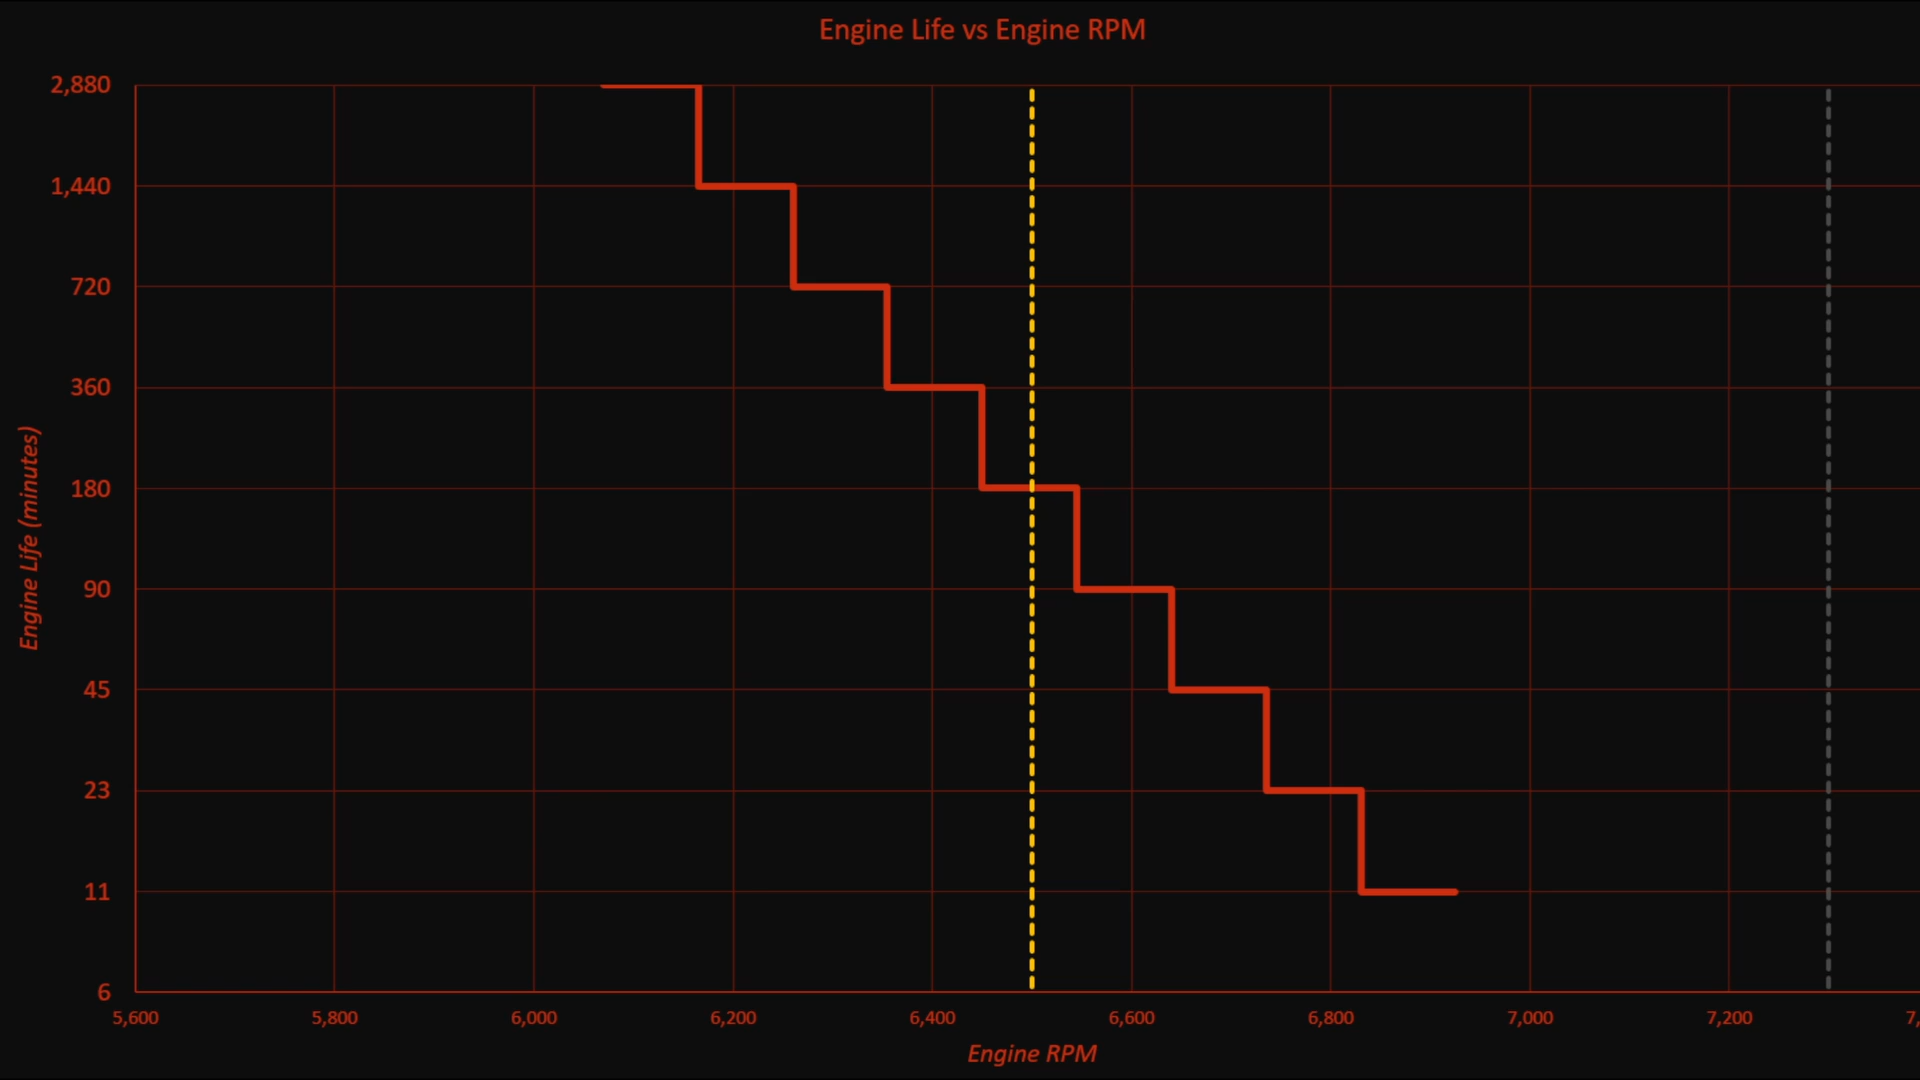 Engine Life vs Engine RPM
2,880
1,440
720
360
180
90
45
23
11
6
Engine Life (minutes)
5,600 5,800 6,000 6,200 6,400 6,600 6,800 7,000 7,200 7,
Engine RPM